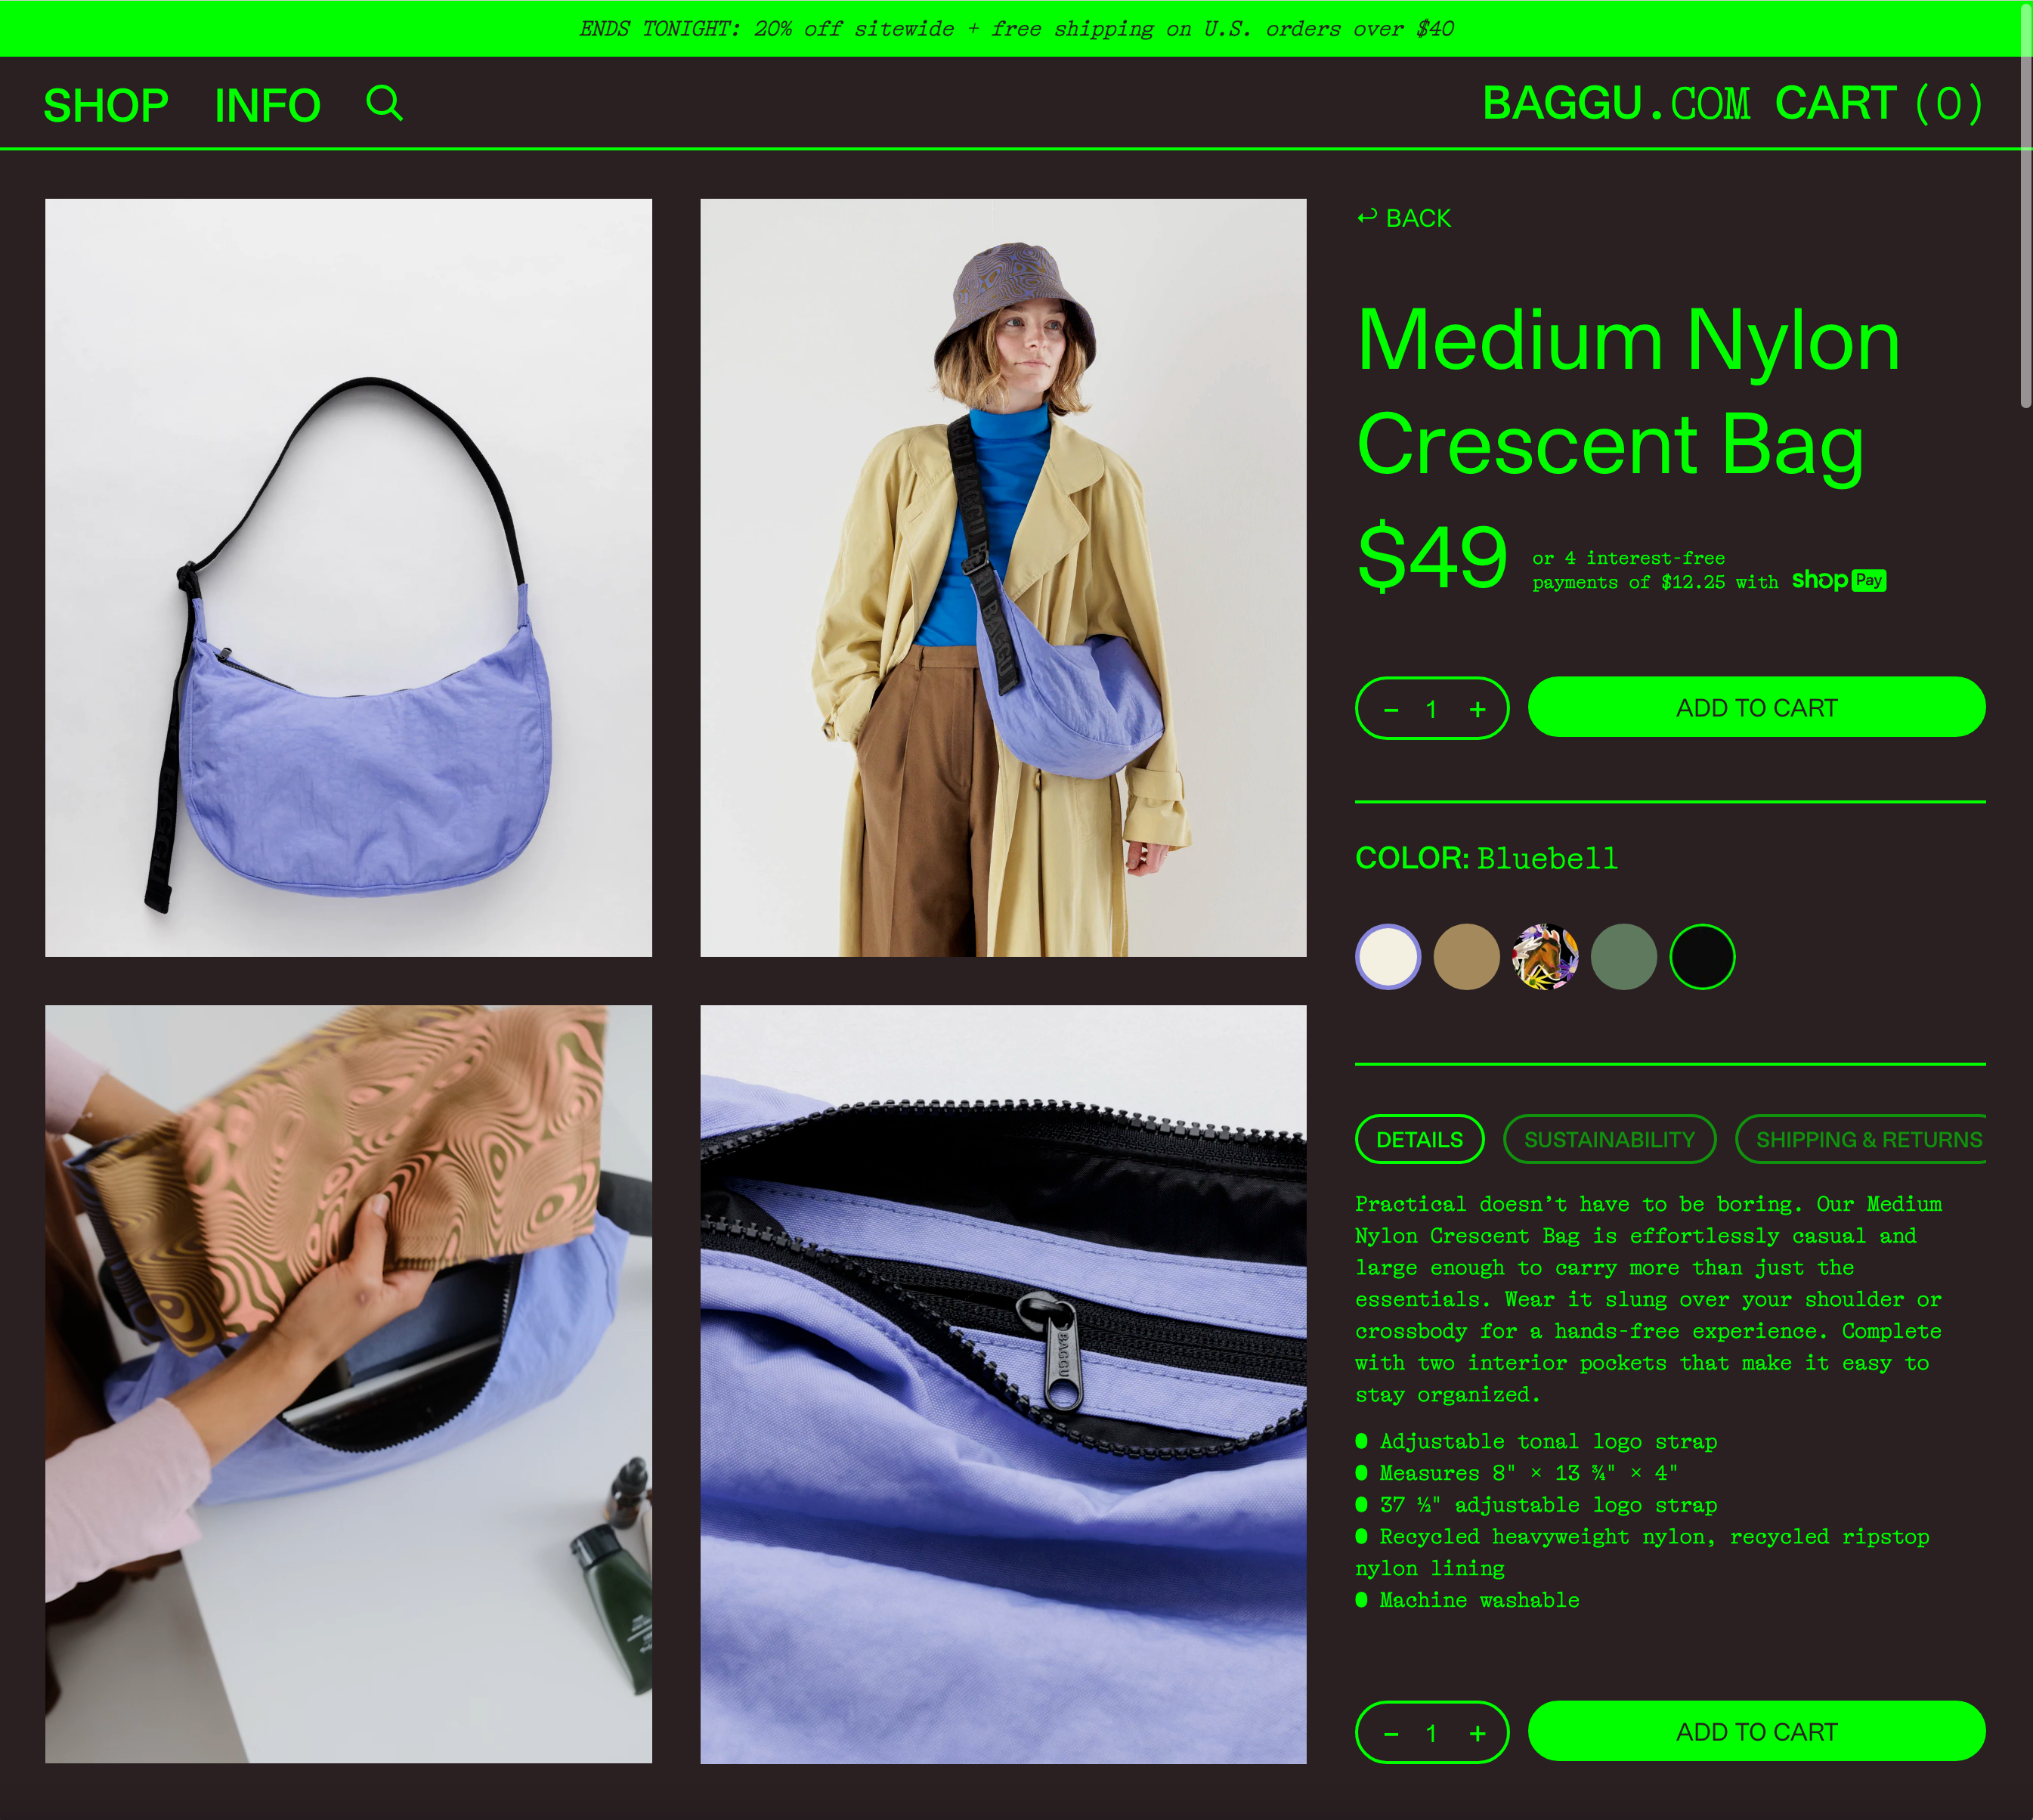 ENDS TONIGHT: 20% off sitewide + free shipping on U.S. orders over $40
SHOP INFO
BAGGU.COM CART (0)
↩ BACK
Medium Nylon
Crescent Bag
$49
or 4 interest-free
payments of $12.25 with shop Pay
− 1 +
ADD TO CART
COLOR: Bluebell
DETAILS
SUSTAINABILITY
SHIPPING & RETURNS
Practical doesn’t have to be boring. Our Medium
Nylon Crescent Bag is effortlessly casual and
large enough to carry more than just the
essentials. Wear it slung over your shoulder or
crossbody for a hands-free experience. Complete
with two interior pockets that make it easy to
stay organized.
● Adjustable tonal logo strap
● Measures 8" × 13 ¾" × 4"
● 37 ½" adjustable logo strap
● Recycled heavyweight nylon, recycled ripstop
nylon lining
● Machine washable
− 1 +
ADD TO CART
BAGGU
BAGGU
BAGGU
BAGGU